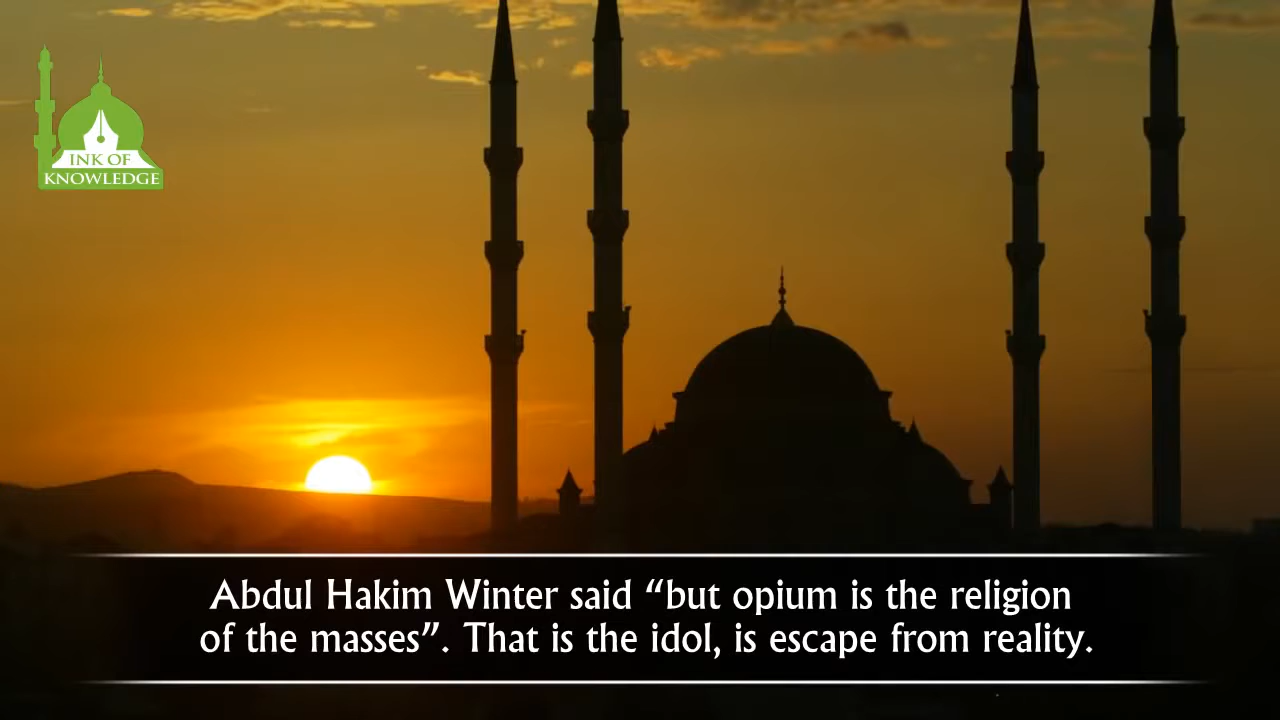 INK OF
KNOWLEDGE
Abdul Hakim Winter said “but opium is the religion
of the masses”. That is the idol, is escape from reality.